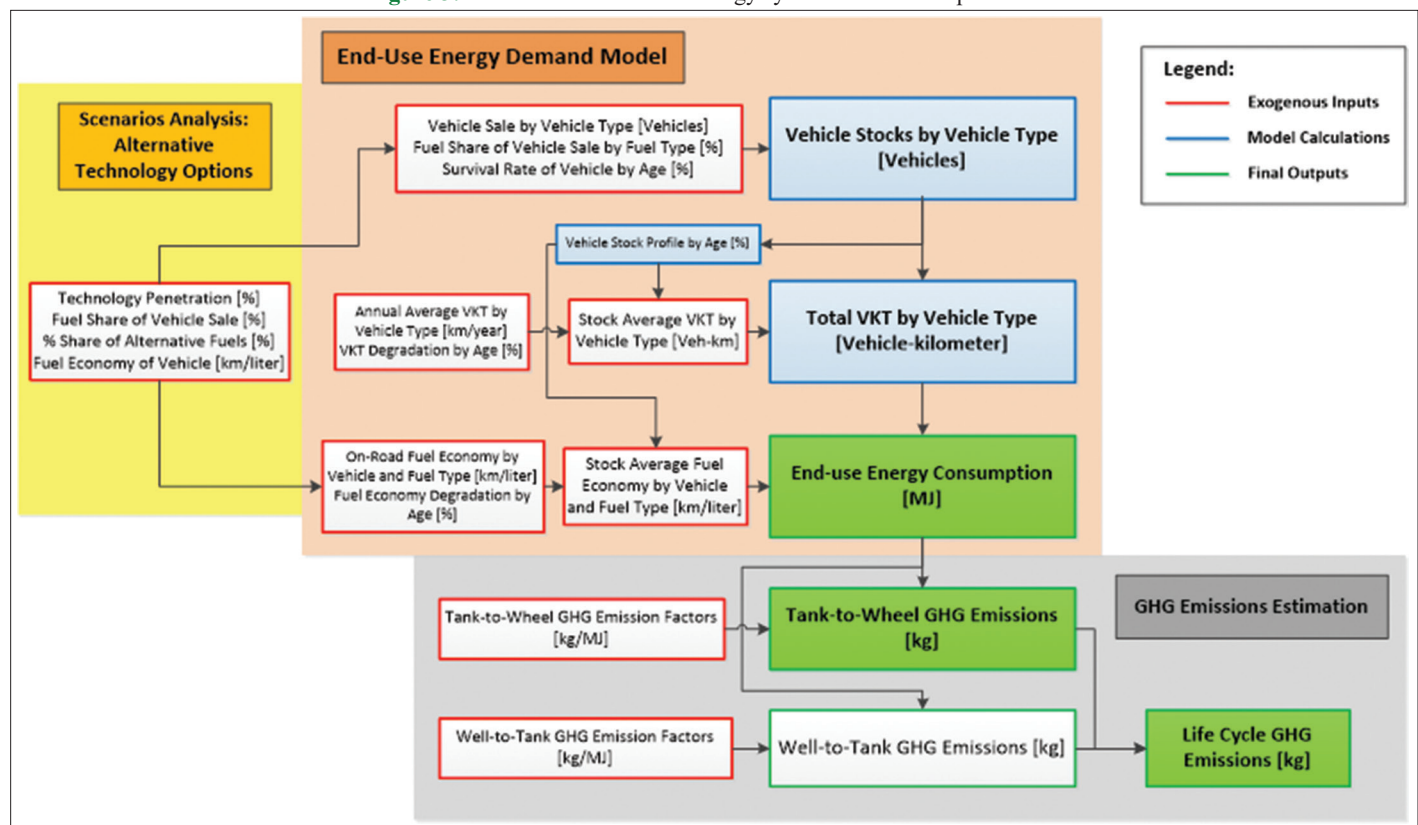 End-Use Energy Demand Model
Legend:
Exogenous Inputs
Model Calculations
Final Outputs
Scenarios Analysis:
Alternative
Technology Options
Vehicle Sale by Vehicle Type [Vehicles]
Fuel Share of Vehicle Sale by Fuel Type [%]
Survival Rate of Vehicle by Age [%]
Vehicle Stocks by Vehicle Type
[Vehicles]
Vehicle Stock Profile by Age [%]
Technology Penetration [%]
Fuel Share of Vehicle Sale [%]
% Share of Alternative Fuels [%]
Fuel Economy of Vehicle [km/liter]
Annual Average VKT by
Vehicle Type [km/year]
VKT Degradation by Age [%]
Stock Average VKT by
Vehicle Type [Veh-km]
Total VKT by Vehicle Type
[Vehicle-kilometer]
On-Road Fuel Economy by
Vehicle and Fuel Type [km/liter]
Fuel Economy Degradation by
Age [%]
Stock Average Fuel
Economy by Vehicle
and Fuel Type [km/liter]
End-use Energy Consumption
[MJ]
GHG Emissions Estimation
Tank-to-Wheel GHG Emission Factors
[kg/MJ]
Tank-to-Wheel GHG Emissions
[kg]
Well-to-Tank GHG Emission Factors
[kg/MJ]
Well-to-Tank GHG Emissions [kg]
Life Cycle GHG
Emissions [kg]